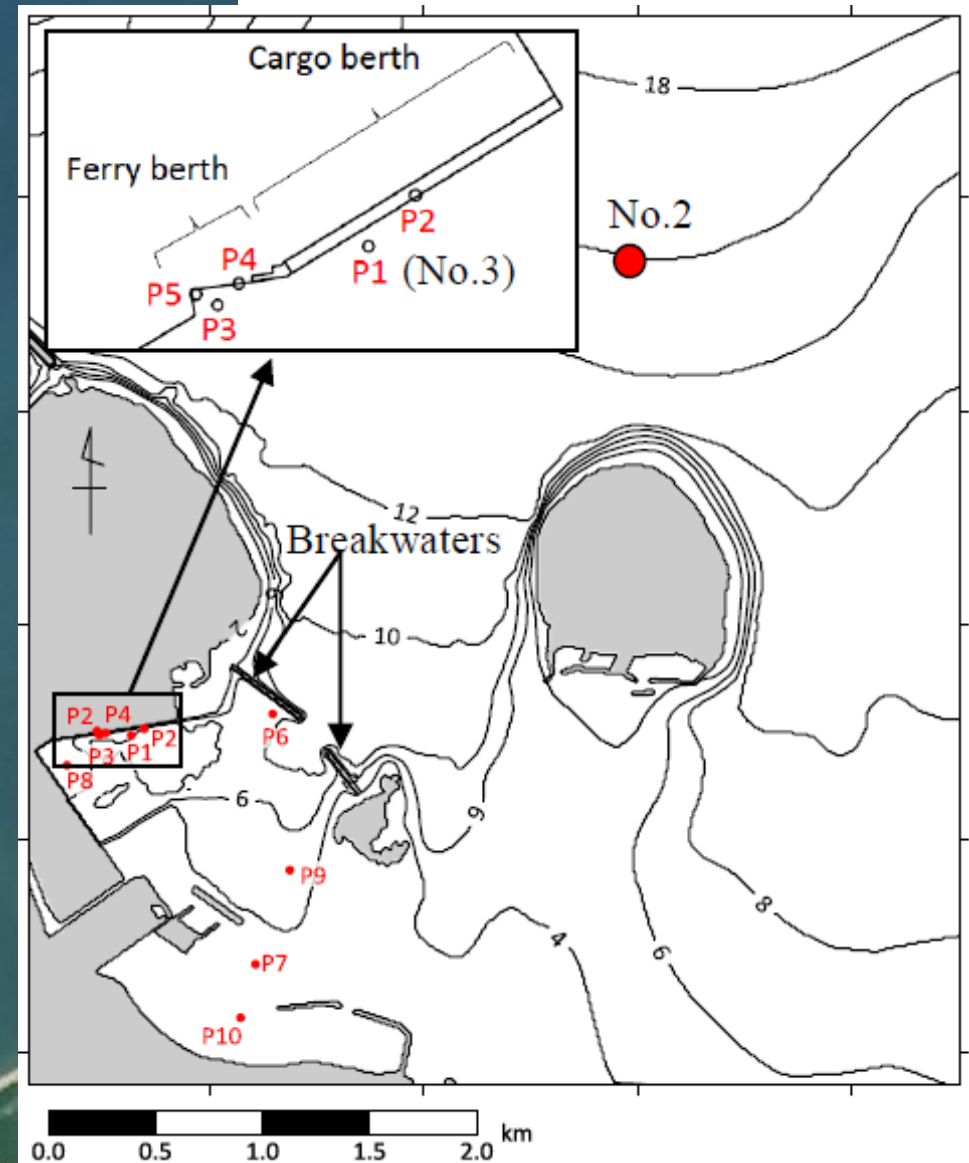 Cargo berth
18
Ferry berth
No.2
P2
P4
P1 (No.3)
P5
P3
12
Breakwaters
2
10
P2 P4
P3 P1 P2
P6
P8
6
9
P9
8
4
6
P7
P10
km
0.0 0.5 1.0 1.5 2.0